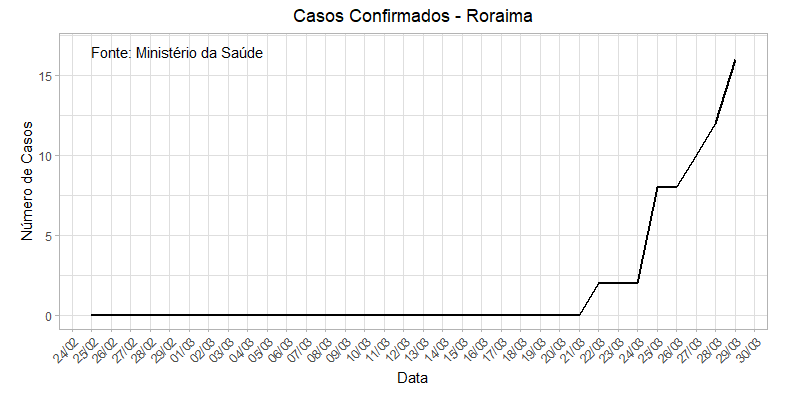 Casos Confirmados - Roraima
Fonte: Ministério da Saúde
Número de Casos
15
10
5
0
24/02 25/02 26/02 27/02 28/02 29/02 01/03 02/03 03/03 04/03 05/03 06/03 07/03 08/03 09/03 10/03 11/03 12/03 13/03 14/03 15/03 16/03 17/03 18/03 19/03 20/03 21/03 22/03 23/03 24/03 25/03 26/03 27/03 28/03 29/03 30/03
Data